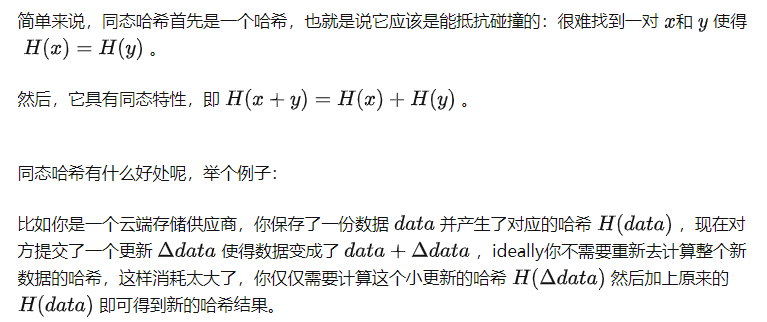 简单来说，同态哈希首先是一个哈希，也就是说它应该是能抵抗碰撞的：很难找到一对 x和 y 使得
H(x) = H(y) 。
然后，它具有同态特性，即 H(x + y) = H(x) + H(y) 。
同态哈希有什么好处呢，举个例子：
比如你是一个云端存储供应商，你保存了一份数据 data 并产生了对应的哈希 H(data) ，现在对
方提交了一个更新 Δdata 使得数据变成了 data + Δdata ，ideally你不需要重新去计算整个新
数据的哈希，这样消耗太大了，你仅仅需要计算这个小更新的哈希 H(Δdata) 然后加上原来的
H(data) 即可得到新的哈希结果。